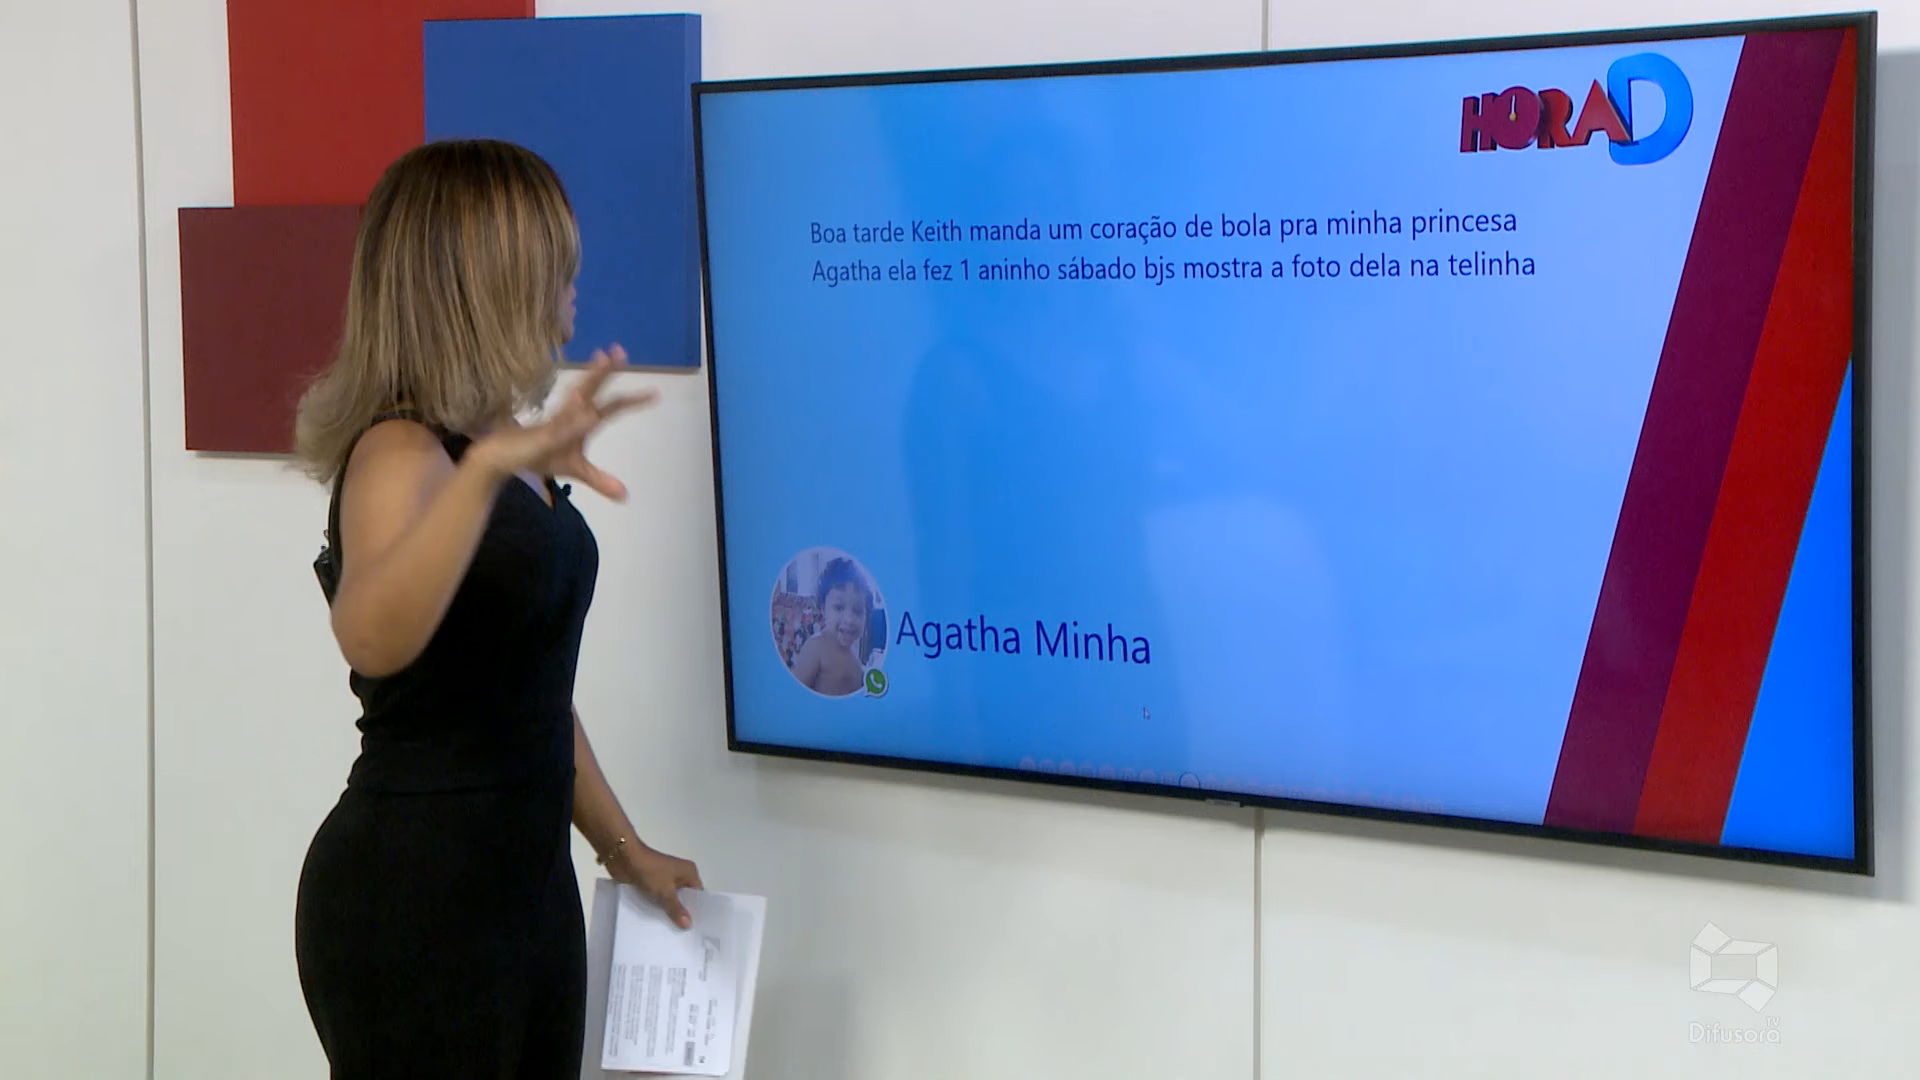 HORA D
Boa tarde Keith manda um coração de bola pra minha princesa
Agatha ela fez 1 aninho sábado bjs mostra a foto dela na telinha
Agatha Minha
TV
Difusora